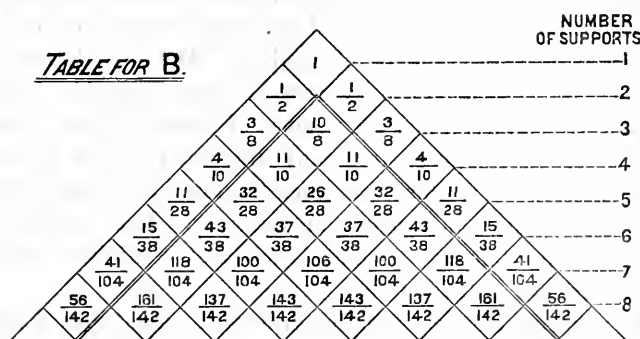 NUMBER
OF SUPPORTS
TABLE FOR B.
1 1
1/2 1/2 2
3/8 10/8 3/8 3
4/10 11/10 11/10 4/10 4
11/28 32/28 26/28 32/28 11/28 5
15/38 43/38 37/38 37/38 43/38 15/38 6
41/104 118/104 100/104 106/104 100/104 118/104 41/104 7
56/142 161/142 137/142 143/142 143/142 137/142 161/142 56/142 8